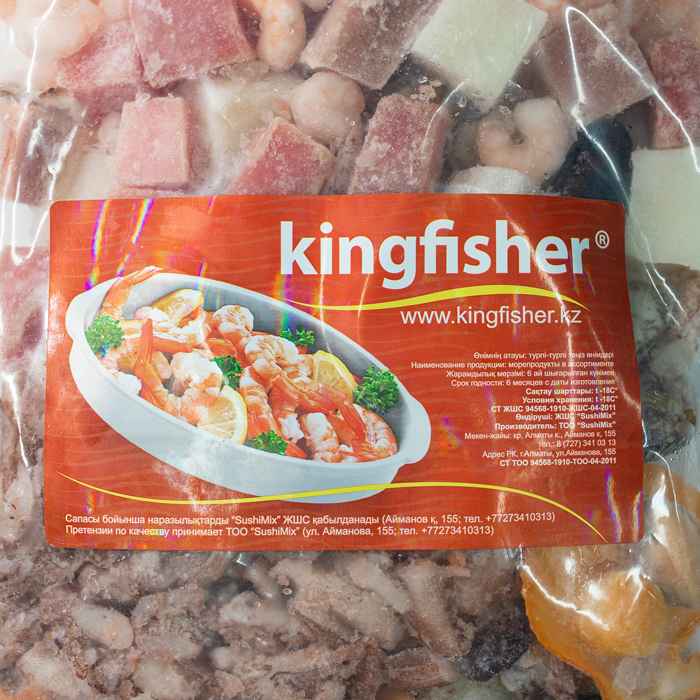 kingfisher®
www.kingfisher.kz
Өнімнің атауы: түрлі-түрлі теңіз өнімдері
Наименование продукции: морепродукты в ассортименте
Жарамдылық мерзімі: 6 ай шығарылған күнінен
Срок годности: 6 месяцев с даты изготовления
Сақтау шарттары: t -18С°
Условия хранения: t -18С°
СТ ЖШС 94568-1910-ЖШС-04-2011
Өндіруші: ЖШС "SushiMix"
Производитель: ТОО "SushiMix"
Мекен-жайы: кр, Алматы к., Айманов к, 155
тел.: 8 (727) 341 03 13
Адрес РК, г.Алматы, ул.Айманова, 155
СТ ТОО 94568-1910-ТОО-04-2011
Сапасы бойынша наразылықтарды "SushiMix" ЖШС қабылданады (Айманов қ, 155; тел. +77273410313)
Претензии по качеству принимает ТОО "SushiMix" (ул. Айманова, 155; тел. +77273410313)